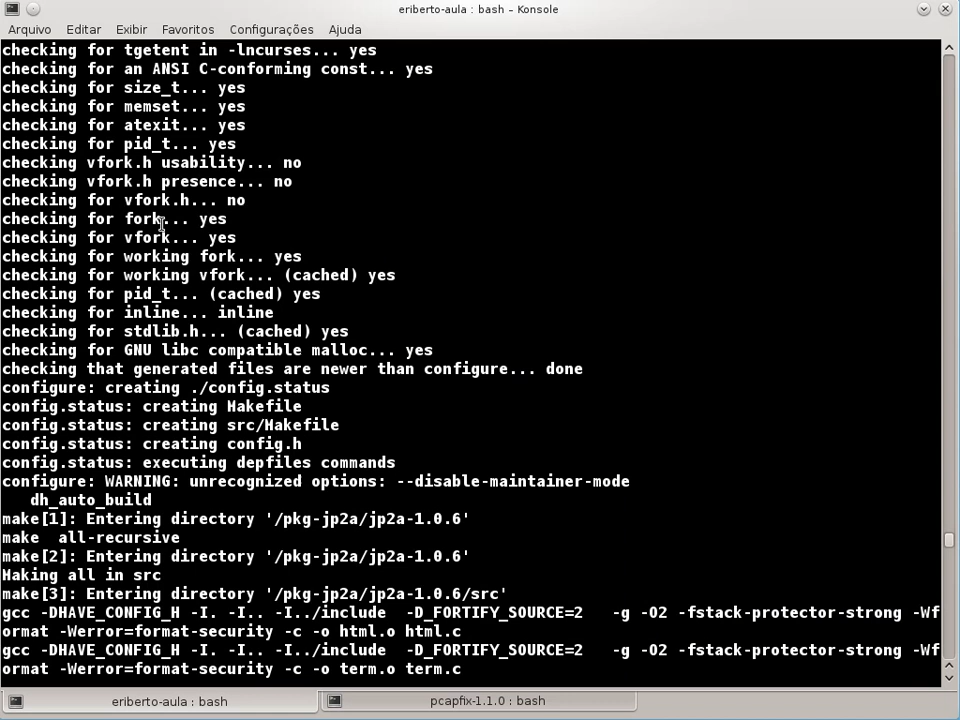 eriberto-aula : bash – Konsole
Arquivo Editar Exibir Favoritos Configurações Ajuda
checking for tgetent in -lncurses... yes
checking for an ANSI C-conforming const... yes
checking for size_t... yes
checking for memset... yes
checking for atexit... yes
checking for pid_t... yes
checking vfork.h usability... no
checking vfork.h presence... no
checking for vfork.h... no
checking for fork... yes
checking for vfork... yes
checking for working fork... yes
checking for working vfork... (cached) yes
checking for pid_t... (cached) yes
checking for inline... inline
checking for stdlib.h... (cached) yes
checking for GNU libc compatible malloc... yes
checking that generated files are newer than configure... done
configure: creating ./config.status
config.status: creating Makefile
config.status: creating src/Makefile
config.status: creating config.h
config.status: executing depfiles commands
configure: WARNING: unrecognized options: --disable-maintainer-mode
   dh_auto_build
make[1]: Entering directory '/pkg-jp2a/jp2a-1.0.6'
make  all-recursive
make[2]: Entering directory '/pkg-jp2a/jp2a-1.0.6'
Making all in src
make[3]: Entering directory '/pkg-jp2a/jp2a-1.0.6/src'
gcc -DHAVE_CONFIG_H -I. -I.. -I../include  -D_FORTIFY_SOURCE=2   -g -O2 -fstack-protector-strong -Wf
ormat -Werror=format-security -c -o html.o html.c
gcc -DHAVE_CONFIG_H -I. -I.. -I../include  -D_FORTIFY_SOURCE=2   -g -O2 -fstack-protector-strong -Wf
ormat -Werror=format-security -c -o term.o term.c
eriberto-aula : bash
pcapfix-1.1.0 : bash